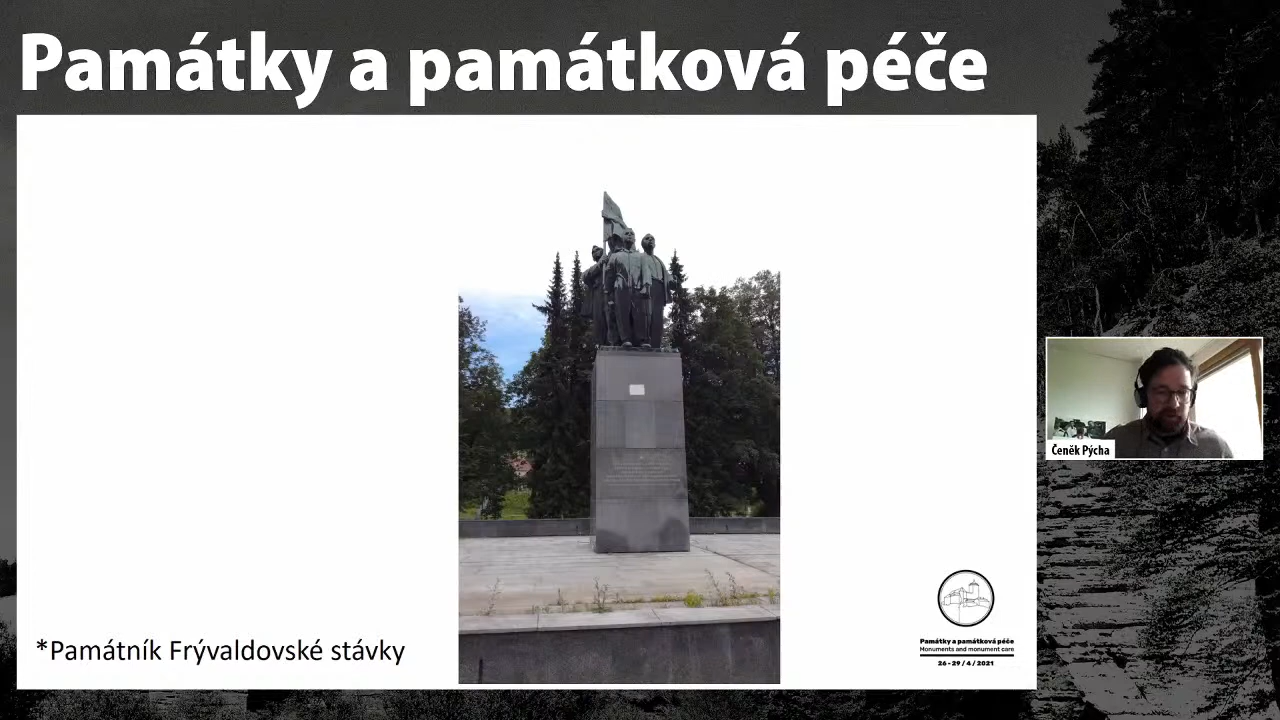 Památky a památková péče
*Památník Frývaldovské stávky
Památky a památková péče
Monuments and monument care
26 - 29 / 4 / 2021
Čeněk Pýcha